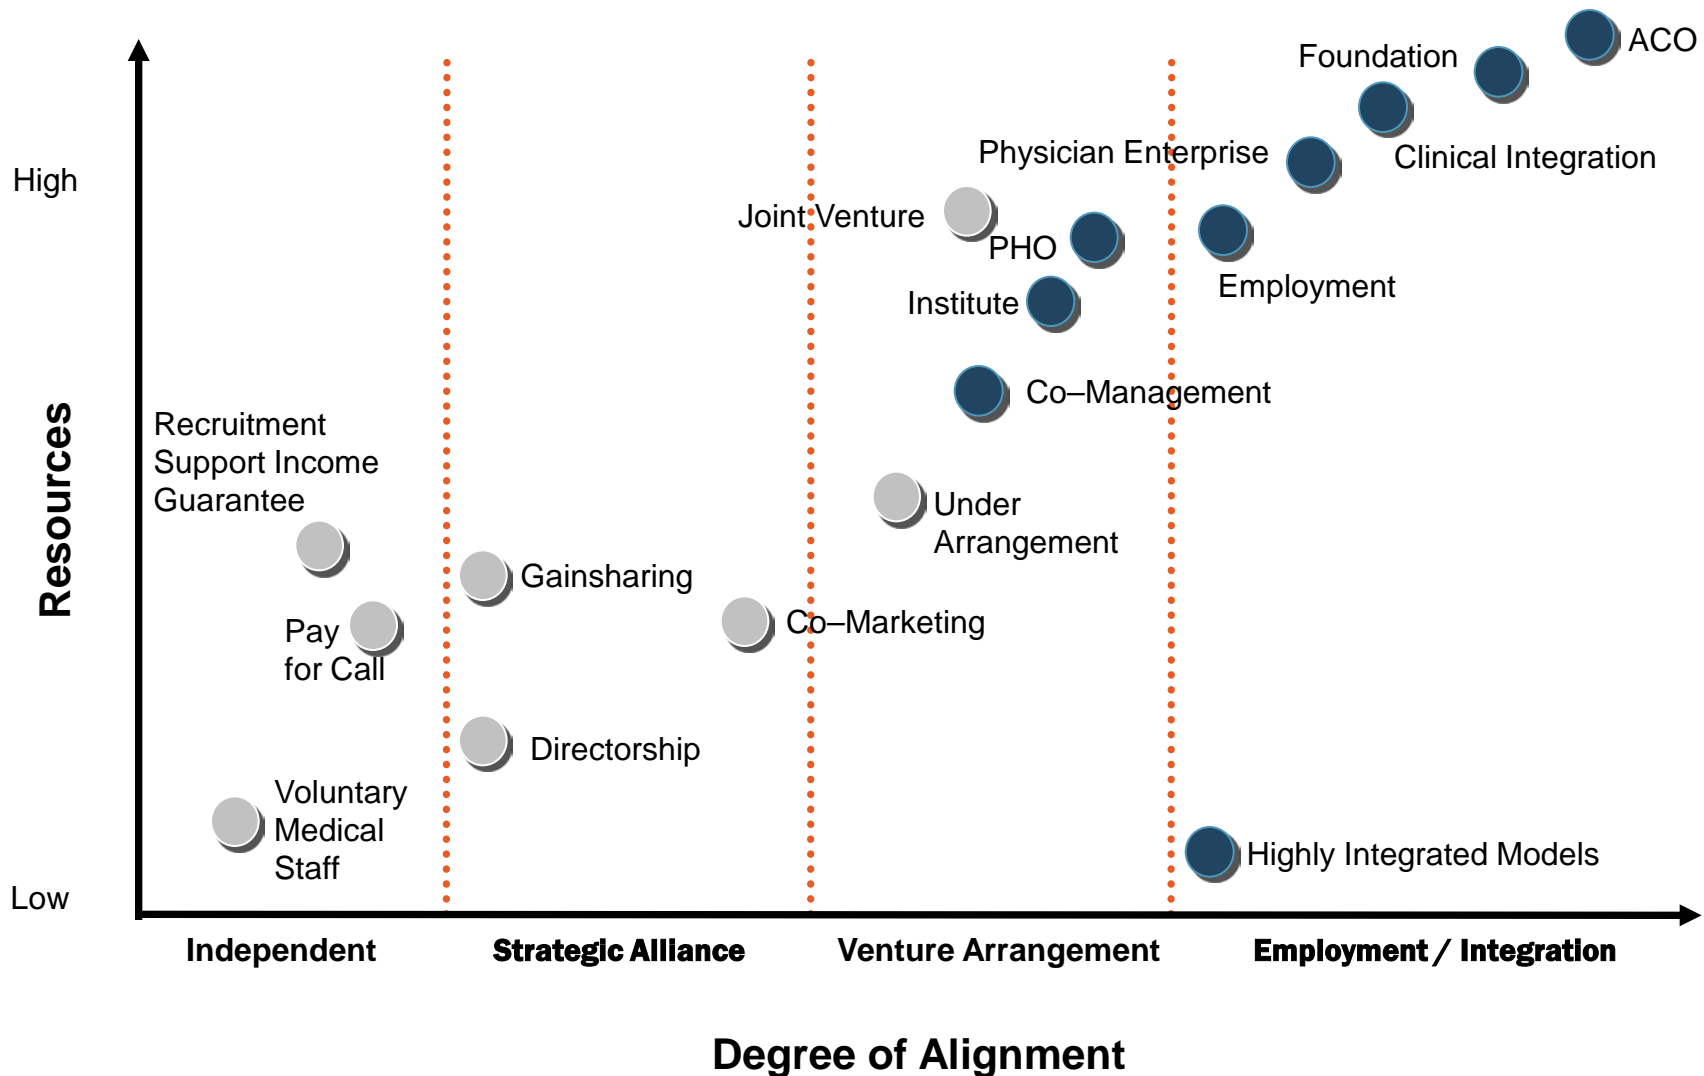 ACO
Foundation
Physician Enterprise
Clinical Integration
High
Joint Venture
PHO
Employment
Institute
Co–Management
Resources
Recruitment
Support Income
Guarantee
Under
Arrangement
Gainsharing
Co–Marketing
Pay
for Call
Directorship
Voluntary
Medical
Staff
Highly Integrated Models
Low
Independent
Strategic Alliance
Venture Arrangement
Employment / Integration
Degree of Alignment